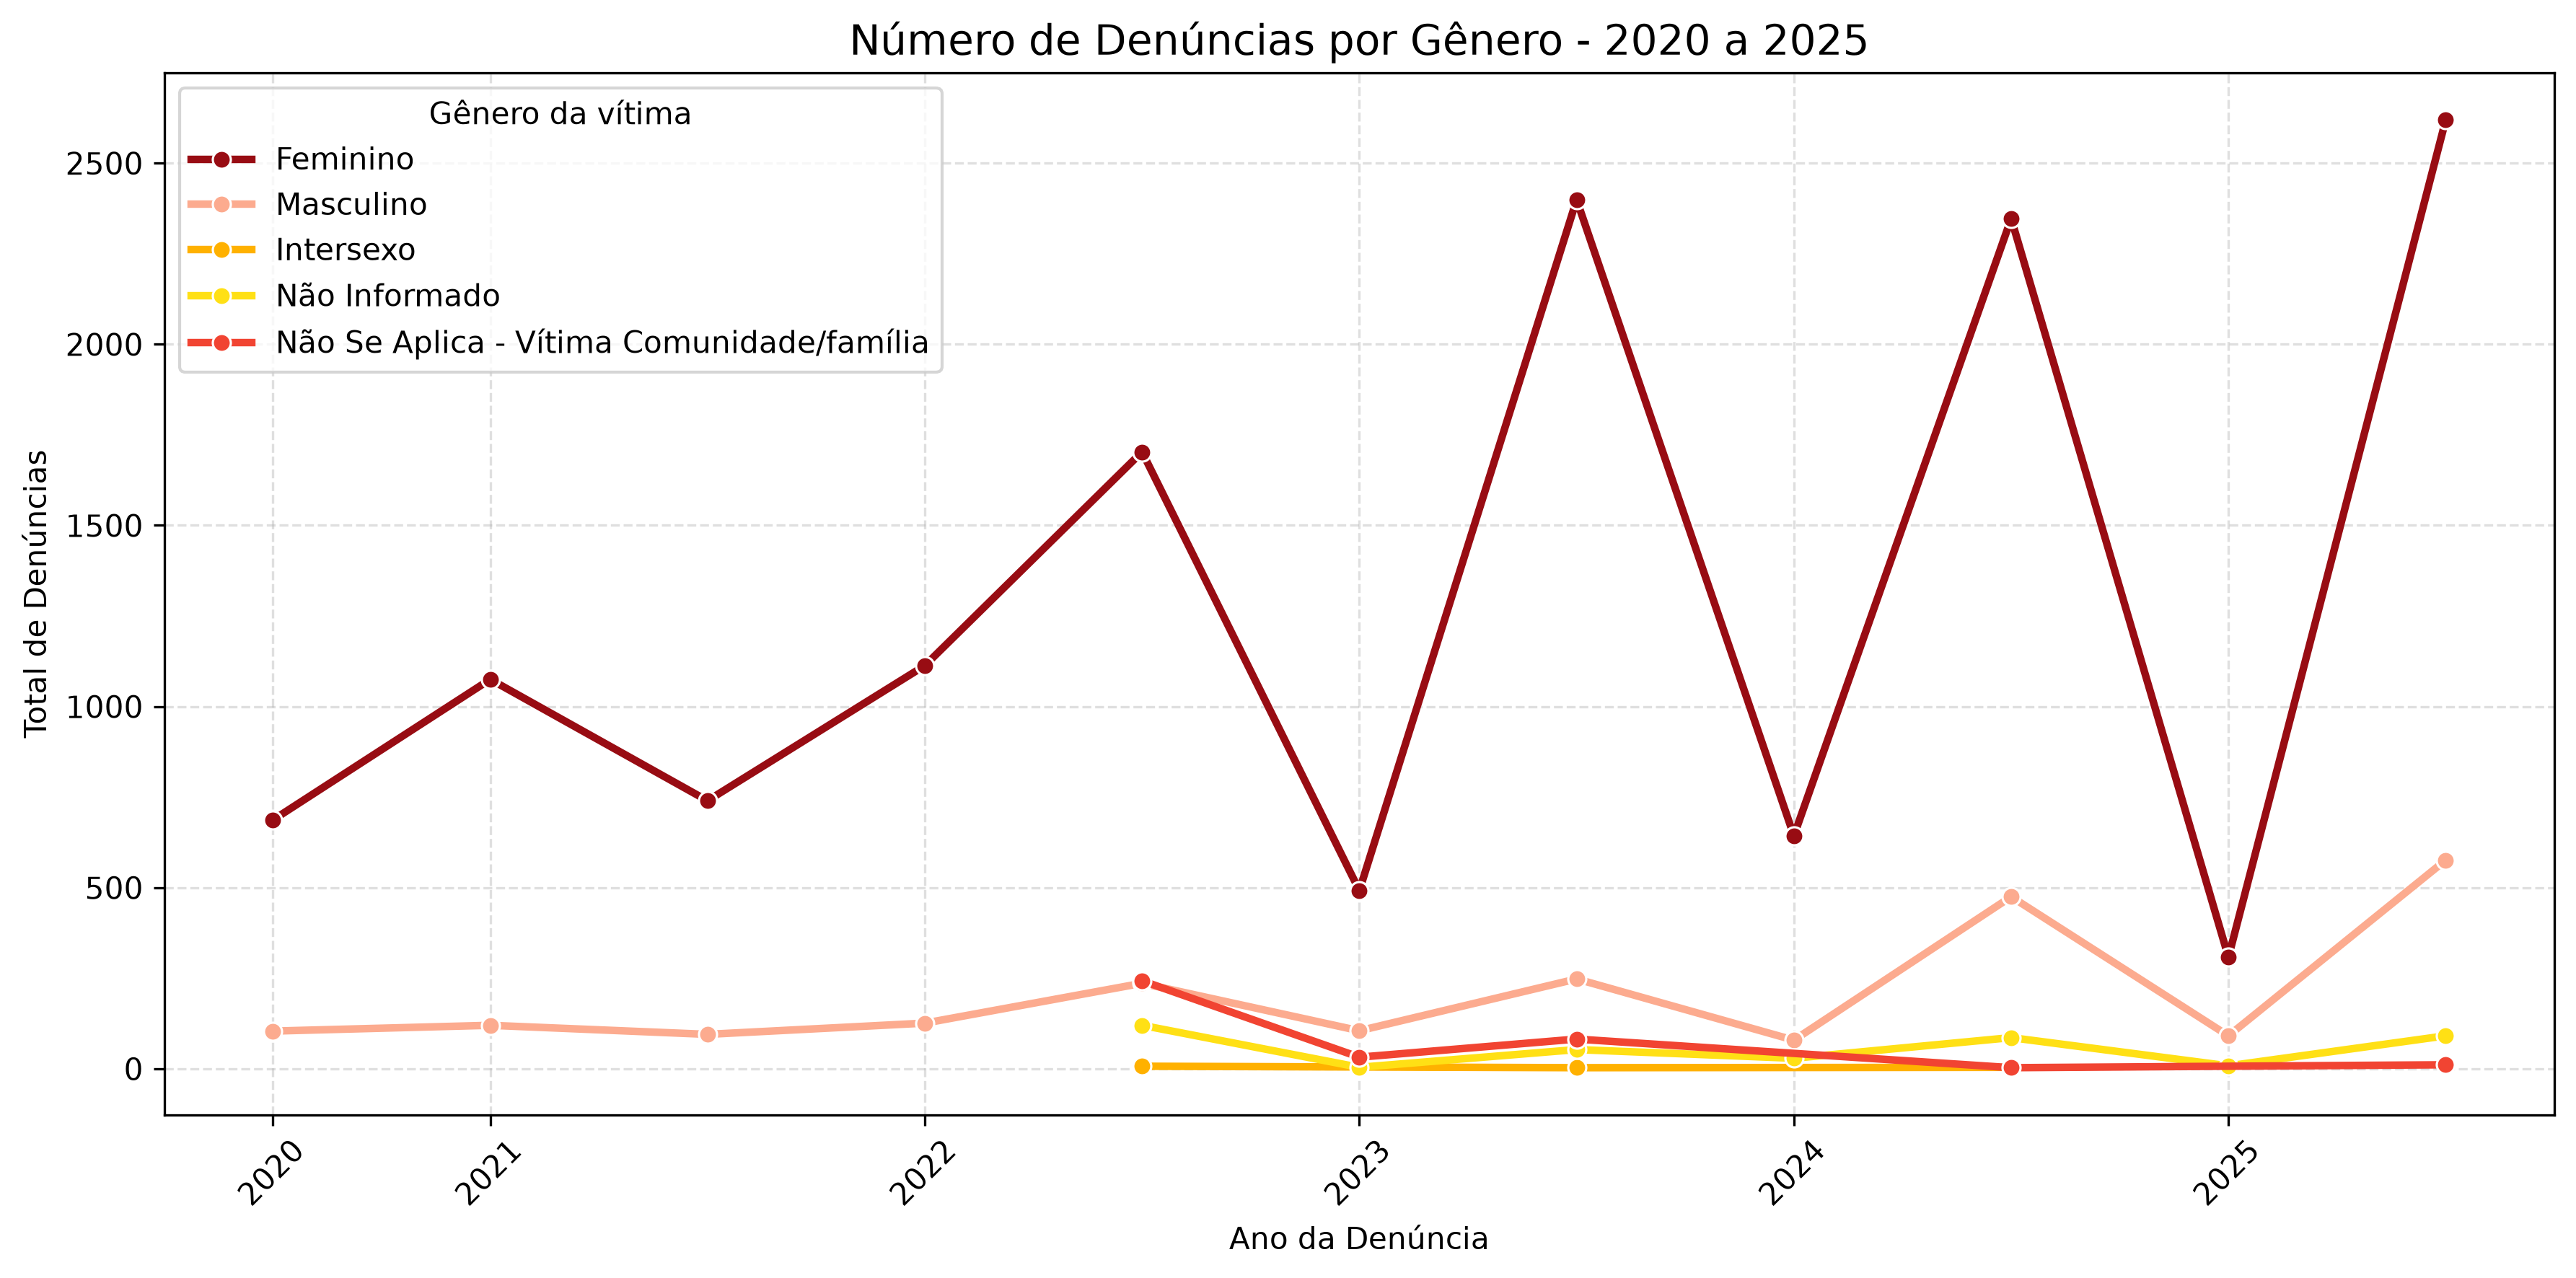 Número de Denúncias por Gênero - 2020 a 2025
Gênero da vítima
Feminino
Masculino
Intersexo
Não Informado
Não Se Aplica - Vítima Comunidade/família
Total de Denúncias
2500
2000
1500
1000
500
0
2020
2021
2022
2023
2024
2025
Ano da Denúncia